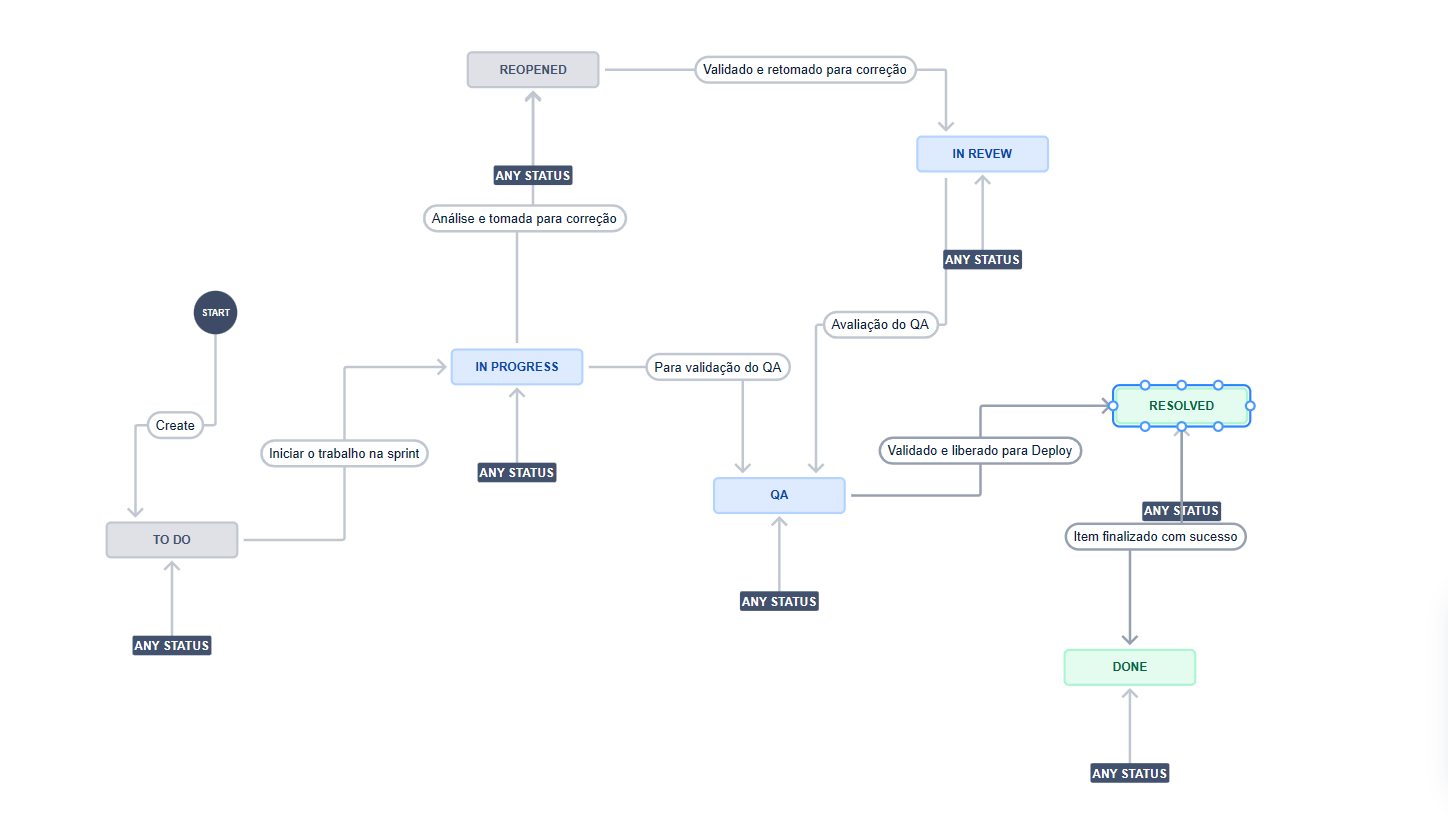 REOPENED
Validado e retomado para correção
IN REVEW
ANY STATUS
Análise e tomada para correção
ANY STATUS
START
Avaliação do QA
IN PROGRESS
Para validação do QA
RESOLVED
Create
Iniciar o trabalho na sprint
Validado e liberado para Deploy
ANY STATUS
QA
ANY STATUS
Item finalizado com sucesso
TO DO
ANY STATUS
ANY STATUS
DONE
ANY STATUS